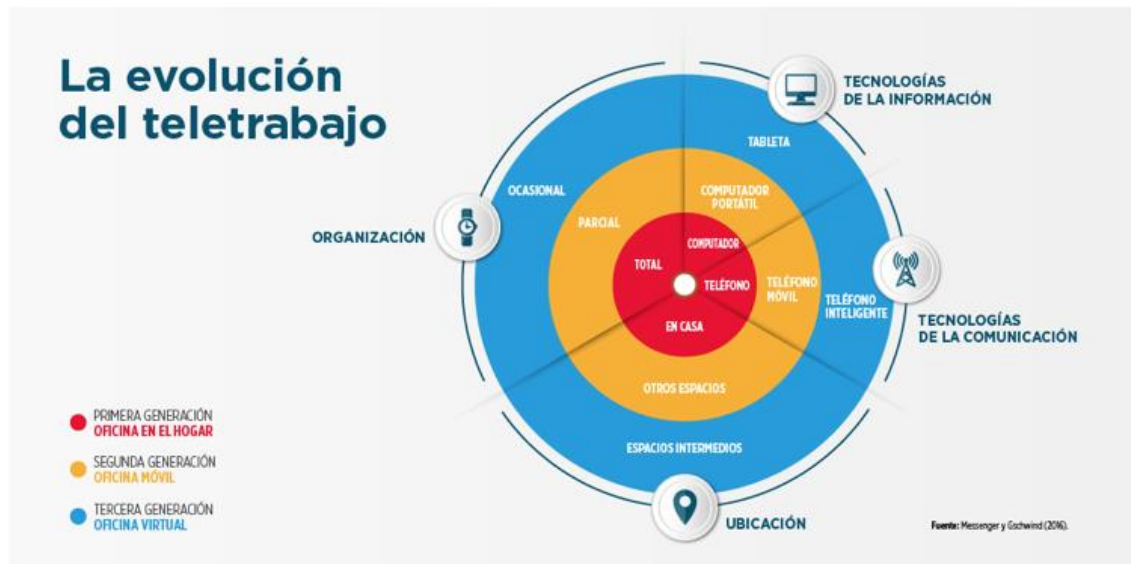 La evolución
del teletrabajo
TECNOLOGÍAS
DE LA INFORMACIÓN
TABLETA
OCASIONAL
COMPUTADOR
PORTÁTIL
PARCIAL
ORGANIZACIÓN
COMPUTADOR
TOTAL
TELÉFONO
TELÉFONO
MÓVIL
TELÉFONO
INTELIGENTE
TECNOLOGÍAS
DE LA COMUNICACIÓN
EN CASA
OTROS ESPACIOS
ESPACIOS INTERMEDIOS
UBICACIÓN
PRIMERA GENERACIÓN
OFICINA EN EL HOGAR
SEGUNDA GENERACIÓN
OFICINA MÓVIL
TERCERA GENERACIÓN
OFICINA VIRTUAL
Fuente: Messenger y Gschwind (2016).